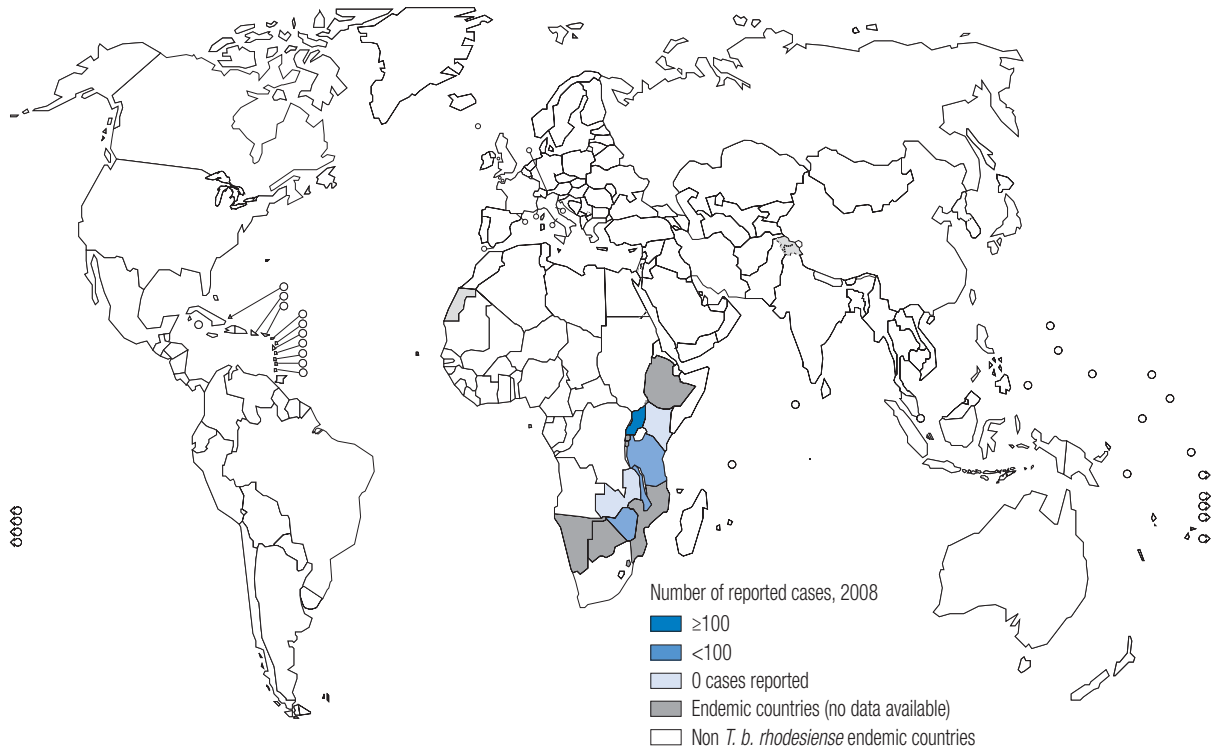 Number of reported cases, 2008
≥100
<100
0 cases reported
Endemic countries (no data available)
Non T. b. rhodesiense endemic countries